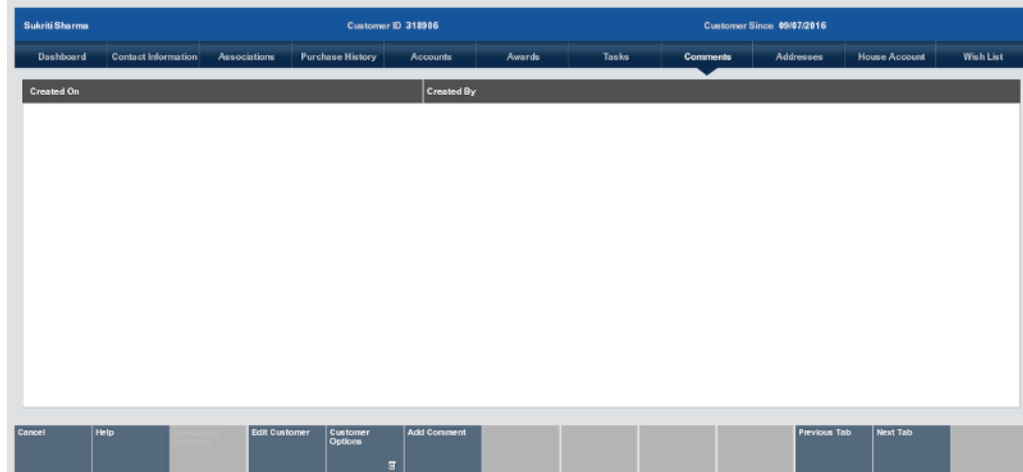 Sukriti Sharma Customer ID 318906 Customer Since 09/07/2016
Dashboard Contact Information Associations Purchase History Accounts Awards Tasks Comments Addresses House Account Wish List
Created On Created By
Cancel Help Edit Customer Customer Add Comment Previous Tab Next Tab
Options